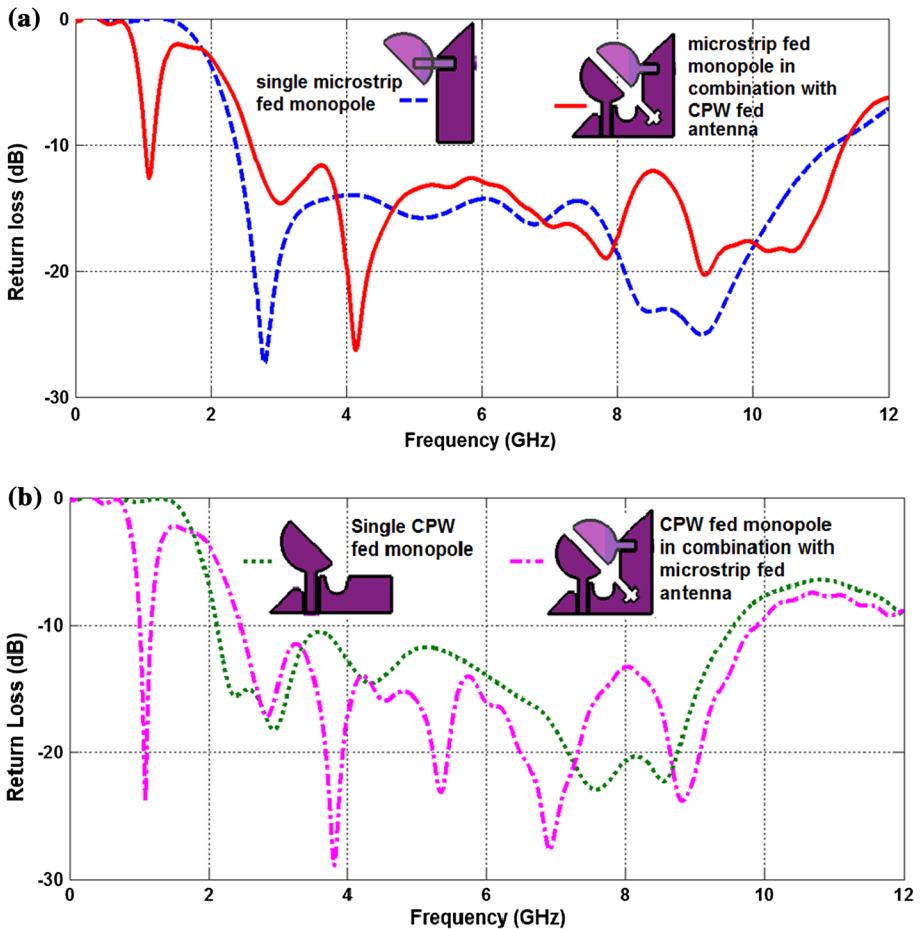 (a)
0
-10
-20
-30
Return loss (dB)
single microstrip
fed monopole
microstrip fed
monopole in
combination with
CPW fed
antenna
0 2 4 6 8 10 12
Frequency (GHz)
(b)
0
-10
-20
-30
Return Loss (dB)
Single CPW
fed monopole
CPW fed monopole
in combination with
microstrip fed
antenna
0 2 4 6 8 10 12
Frequency (GHz)